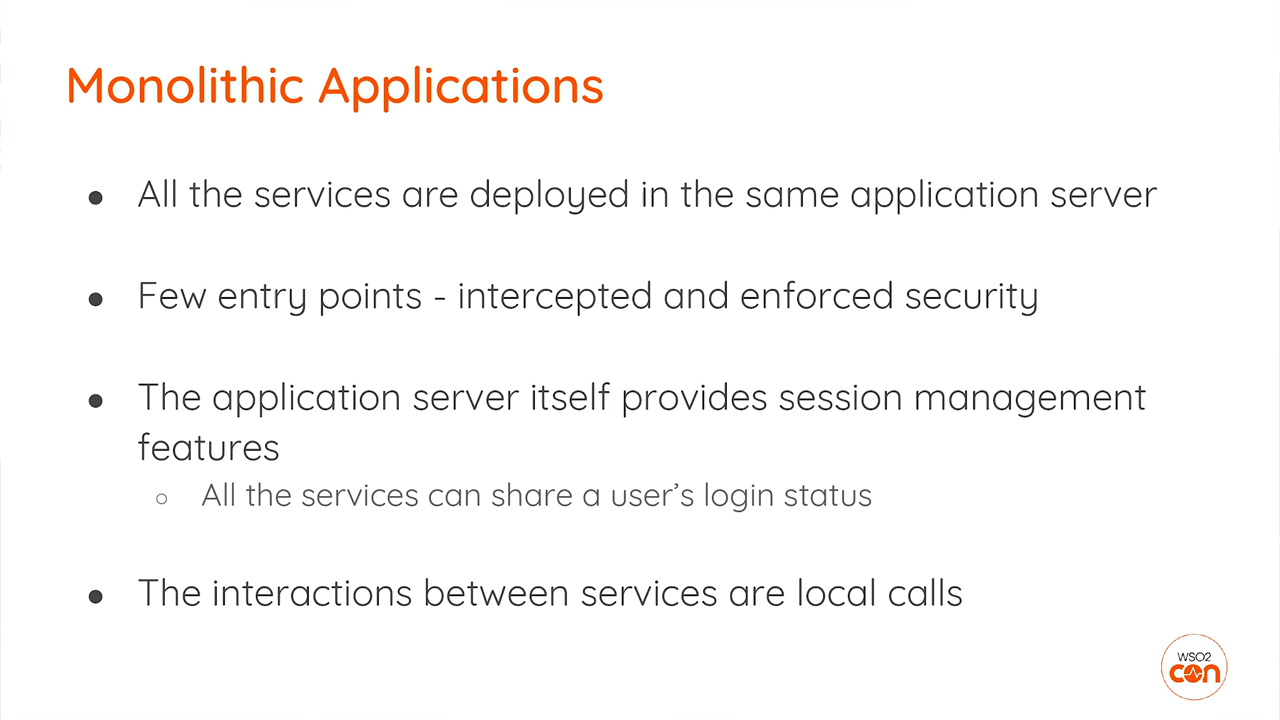 Monolithic Applications
● All the services are deployed in the same application server
● Few entry points - intercepted and enforced security
● The application server itself provides session management
features
○ All the services can share a user’s login status
● The interactions between services are local calls
WSO2
con